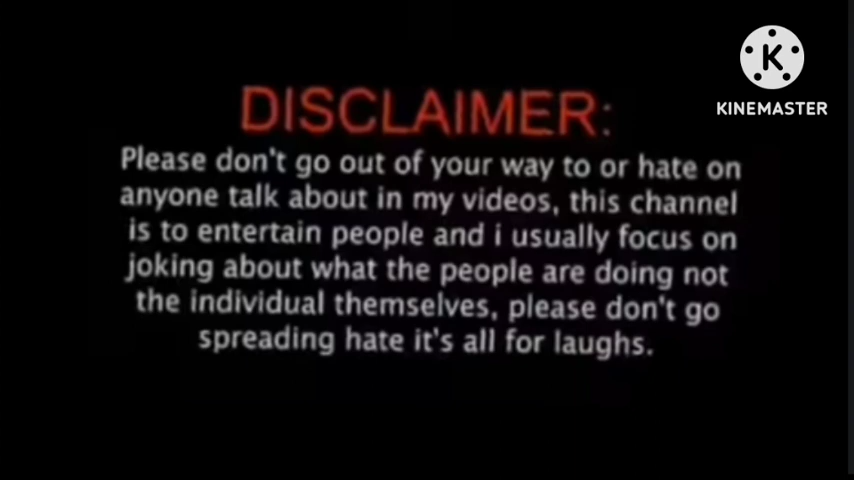 K
KINEMASTER
DISCLAIMER:
Please don't go out of your way to or hate on
anyone talk about in my videos, this channel
is to entertain people and i usually focus on
joking about what the people are doing not
the individual themselves, please don't go
spreading hate it's all for laughs.